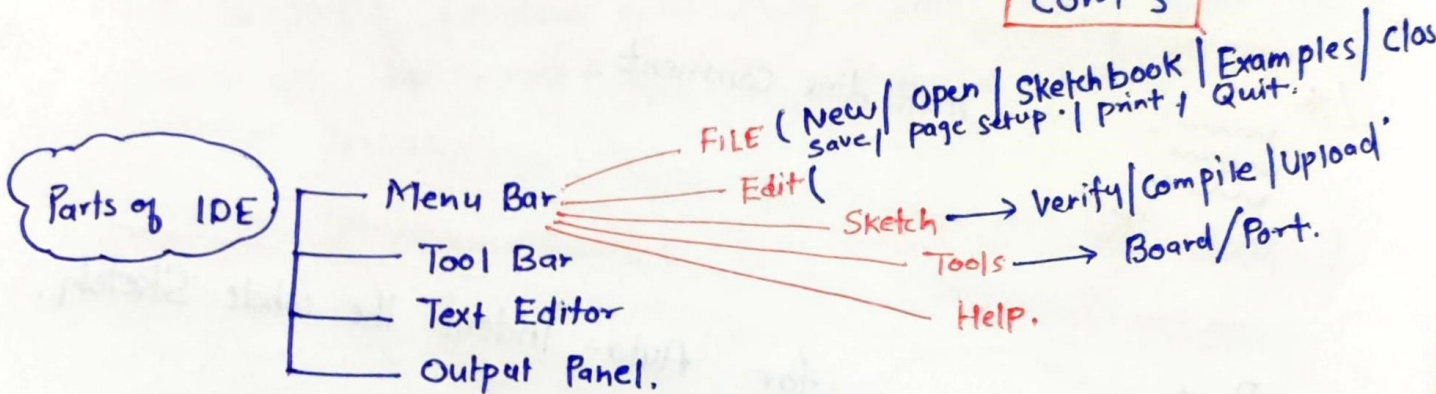 FILE ( New / Open / Sketchbook / Examples / Clos
save / page setup / print / Quit.
Edit (
Parts of IDE
Menu Bar
Sketch → Verify/Compile/Upload
Tool Bar
Tools → Board/Port.
Text Editor
Help.
Output Panel.